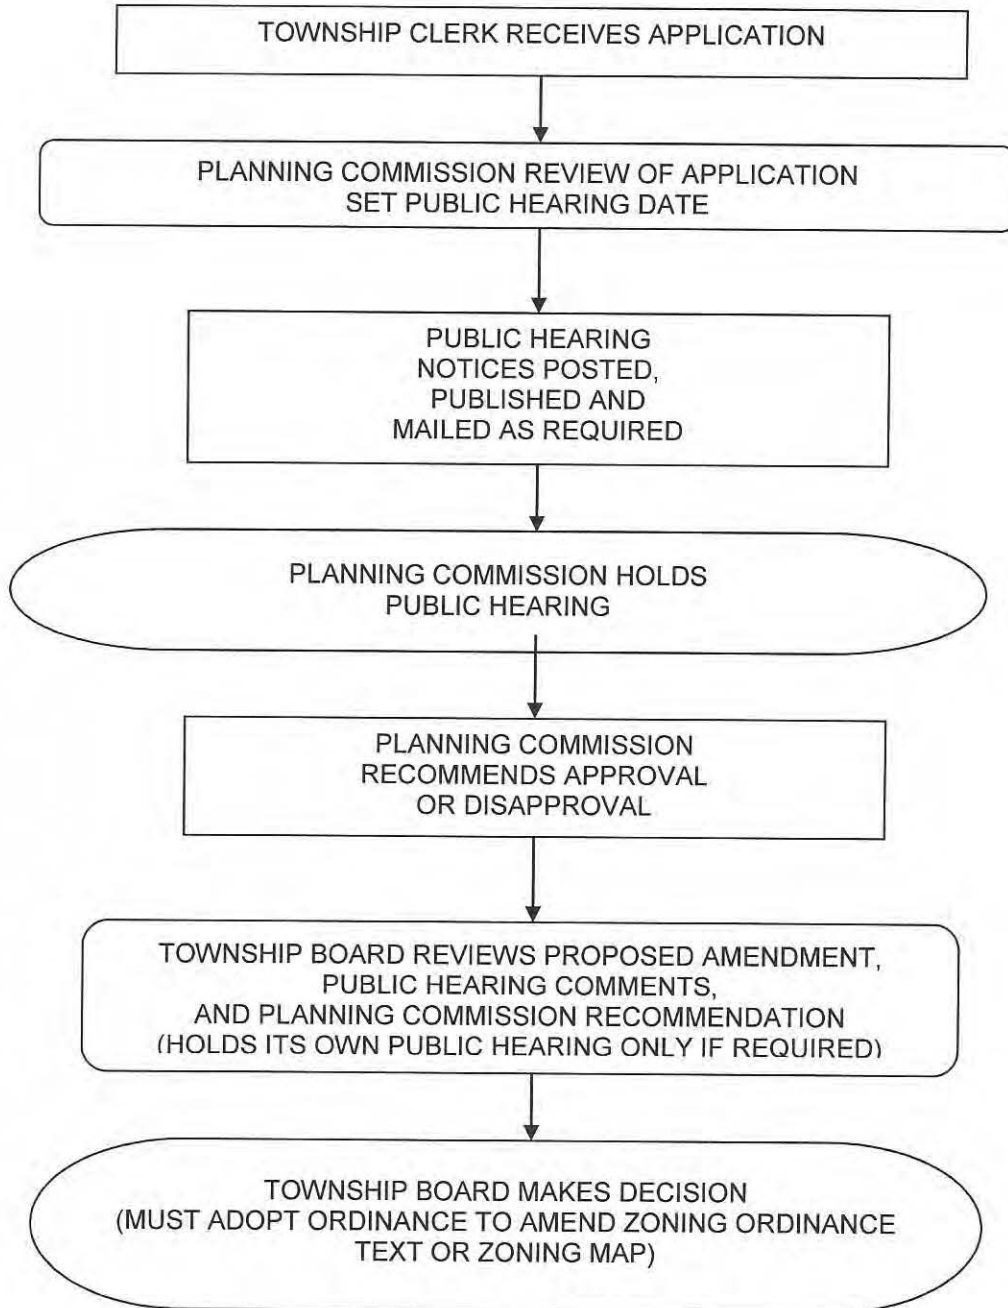 TOWNSHIP CLERK RECEIVES APPLICATION
PLANNING COMMISSION REVIEW OF APPLICATION
SET PUBLIC HEARING DATE
PUBLIC HEARING
NOTICES POSTED,
PUBLISHED AND
MAILED AS REQUIRED
PLANNING COMMISSION HOLDS
PUBLIC HEARING
PLANNING COMMISSION
RECOMMENDS APPROVAL
OR DISAPPROVAL
TOWNSHIP BOARD REVIEWS PROPOSED AMENDMENT,
PUBLIC HEARING COMMENTS,
AND PLANNING COMMISSION RECOMMENDATION
(HOLDS ITS OWN PUBLIC HEARING ONLY IF REQUIRED)
TOWNSHIP BOARD MAKES DECISION
(MUST ADOPT ORDINANCE TO AMEND ZONING ORDINANCE
TEXT OR ZONING MAP)